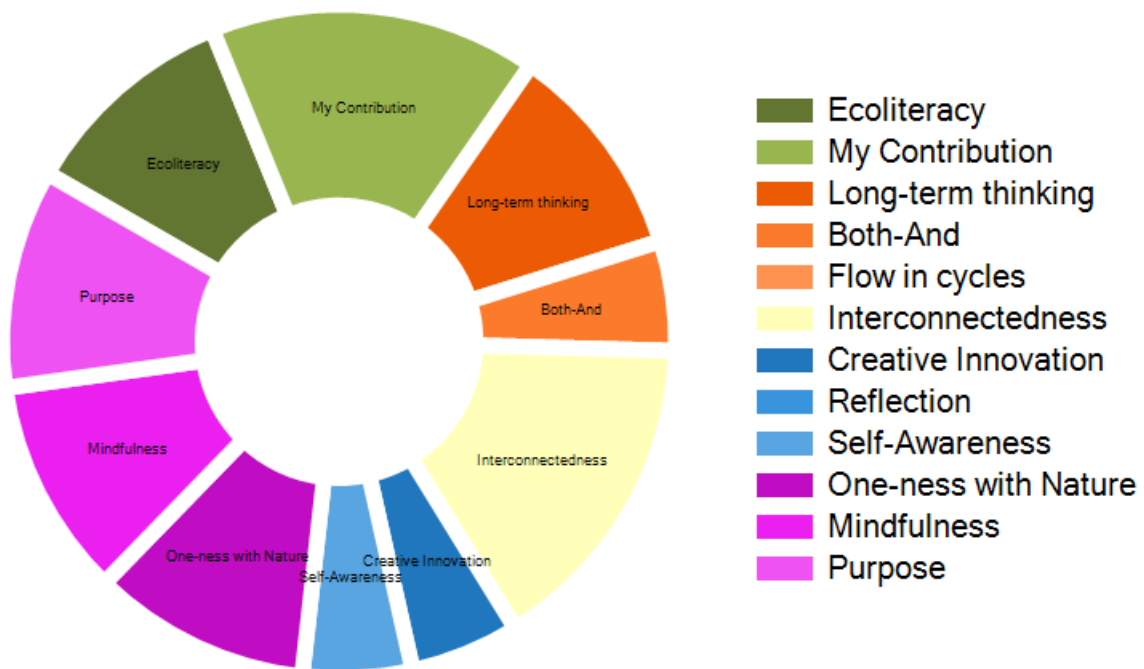 My Contribution
Ecoliteracy
Long-term thinking
Purpose
Both-And
Mindfulness
Interconnectedness
One-ness with Nature
Creative Innovation
Self-Awareness
Ecoliteracy
My Contribution
Long-term thinking
Both-And
Flow in cycles
Interconnectedness
Creative Innovation
Reflection
Self-Awareness
One-ness with Nature
Mindfulness
Purpose